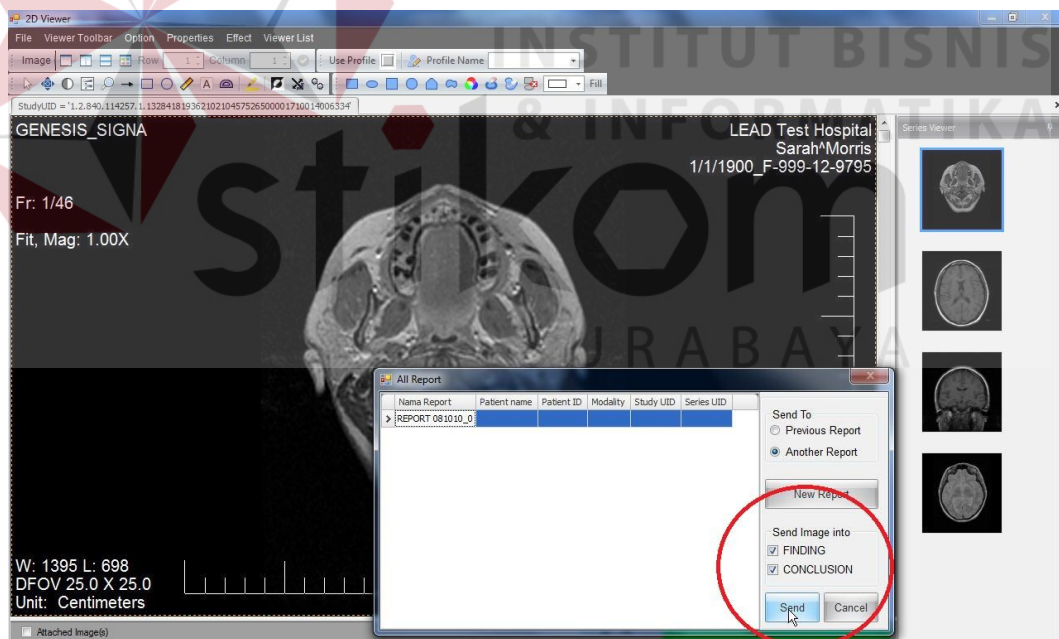 2D Viewer
File Viewer Toolbar Option Properties Effect Viewer List
Image Row 1 Column 1 Use Profile Profile Name
A Fill
StudyUID = '1.2.840.114257.1.1328418193621021045752650000171001400633​4'
INSTITUT BISNIS
& INFORMATIKA
stikom
SURABAYA
GENESIS_SIGNA
LEAD Test Hospital
Sarah^Morris
1/1/1900_F-999-12-9795
Fr: 1/46
Fit, Mag: 1.00X
Series Viewer
All Report
Nama Report Patient name Patient ID Modality Study UID Series UID
REPORT 081010_0
Send To
Previous Report
Another Report
New Report
Send Image into
FINDING
CONCLUSION
Send Cancel
W: 1395 L: 698
DFOV 25.0 X 25.0
Unit: Centimeters
Attached Image(s)